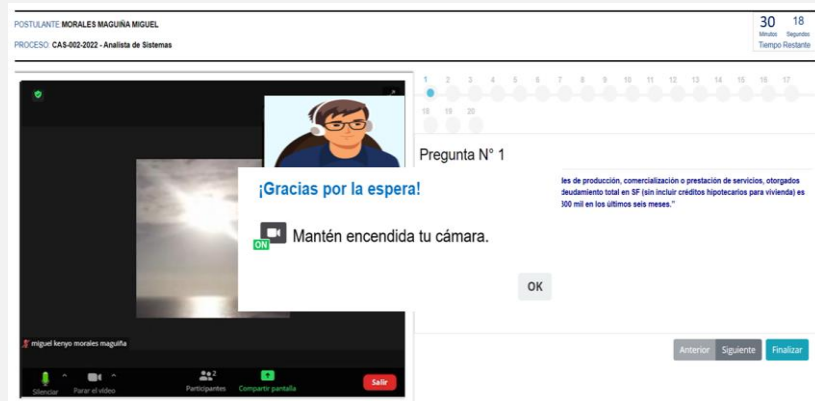 POSTULANTE: MORALES MAGUIÑA MIGUEL
PROCESO: CAS-002-2022 - Analista de Sistemas
30 18
Minutos Segundos
Tiempo Restante
1 2 3 4 5 6 7 8 9 10 11 12 13 14 15 16 17
18 19 20
Pregunta N° 1
les de producción, comercialización o prestación de servicios, otorgados
deudamiento total en SF (sin incluir créditos hipotecarios para vivienda) es
300 mil en los últimos seis meses."
¡Gracias por la espera!
ON
Mantén encendida tu cámara.
OK
miguel kenyo morales maguiña
Silenciar
Parar el vídeo
2
Participantes
Compartir pantalla
Salir
Anterior
Siguiente
Finalizar